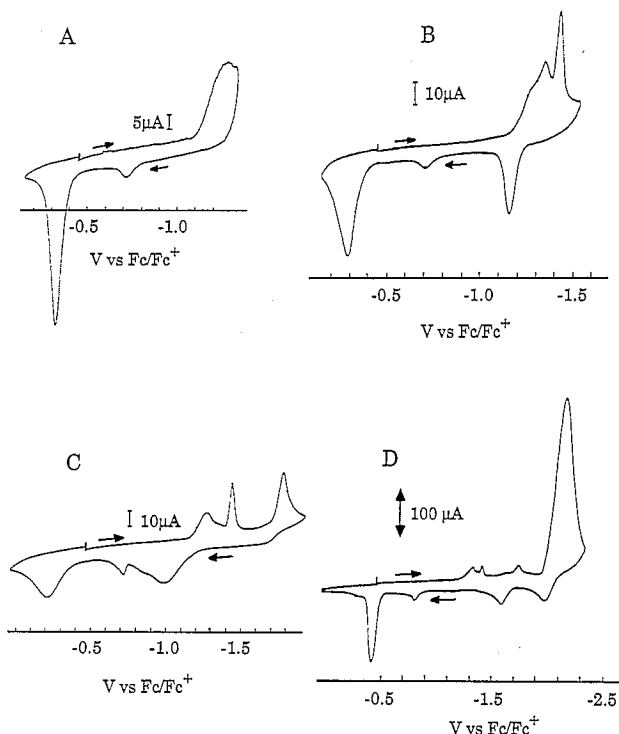 A
5µA
-0.5 -1.0
V vs Fc/Fc+
B
10µA
-0.5 -1.0 -1.5
V vs Fc/Fc+
C
10µA
-0.5 -1.0 -1.5
V vs Fc/Fc+
D
100 µA
-0.5 -1.5 -2.5
V vs Fc/Fc+